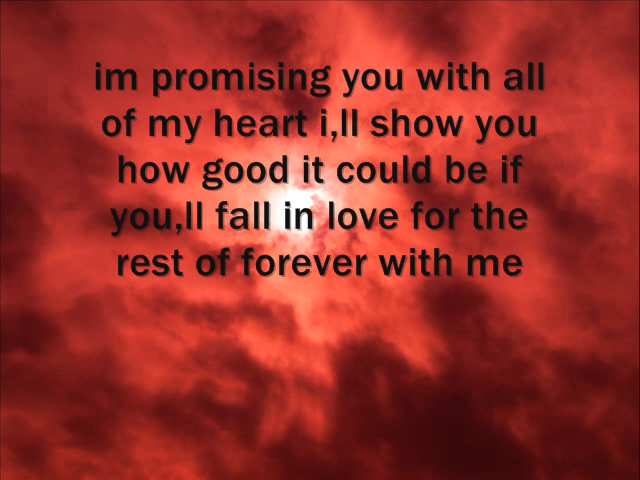 im promising you with all
of my heart i,ll show you
how good it could be if
you,ll fall in love for the
rest of forever with me